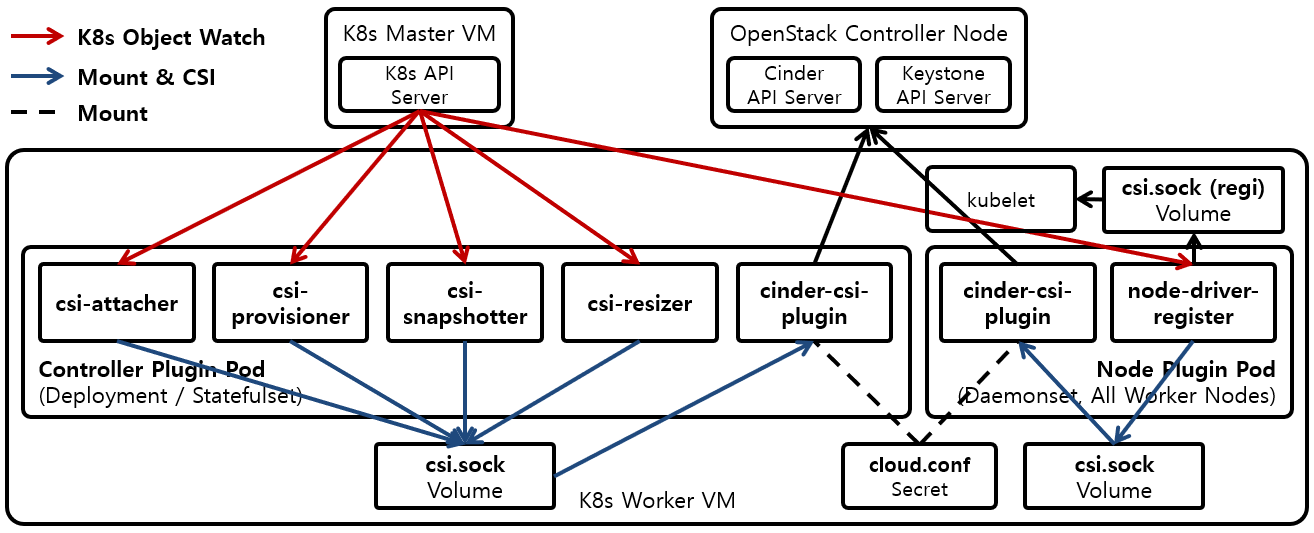 K8s Object Watch
Mount & CSI
Mount
K8s Master VM
K8s API
Server
OpenStack Controller Node
Cinder
API Server
Keystone
API Server
kubelet
csi.sock (regi)
Volume
csi-attacher
csi-
provisioner
csi-
snapshotter
csi-resizer
cinder-csi-
plugin
Controller Plugin Pod
(Deployment / Statefulset)
cinder-csi-
plugin
node-driver-
register
Node Plugin Pod
(Daemonset, All Worker Nodes)
csi.sock
Volume
K8s Worker VM
cloud.conf
Secret
csi.sock
Volume